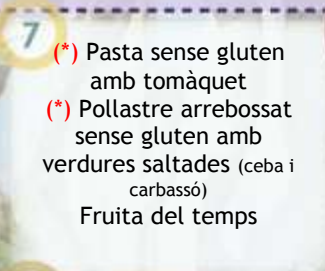 7
(*) Pasta sense gluten
amb tomàquet
(*) Pollastre arrebossat
sense gluten amb
verdures saltades (ceba i
carbassó)
Fruita del temps